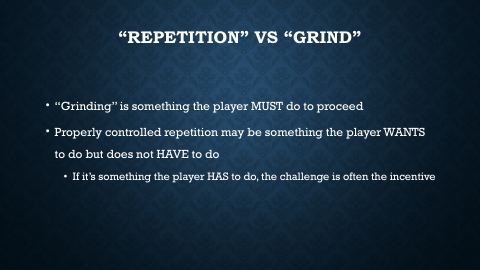 “REPETITION” VS “GRIND”
• “Grinding” is something the player MUST do to proceed
• Properly controlled repetition may be something the player WANTS
to do but does not HAVE to do
• If it’s something the player HAS to do, the challenge is often the incentive